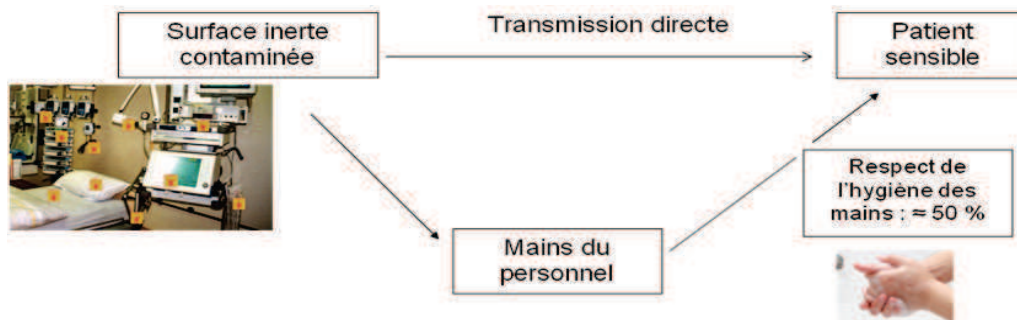 Surface inerte
contaminée
Transmission directe
Patient
sensible
Respect de
l'hygiène des
mains : ≈ 50 %
Mains du
personnel